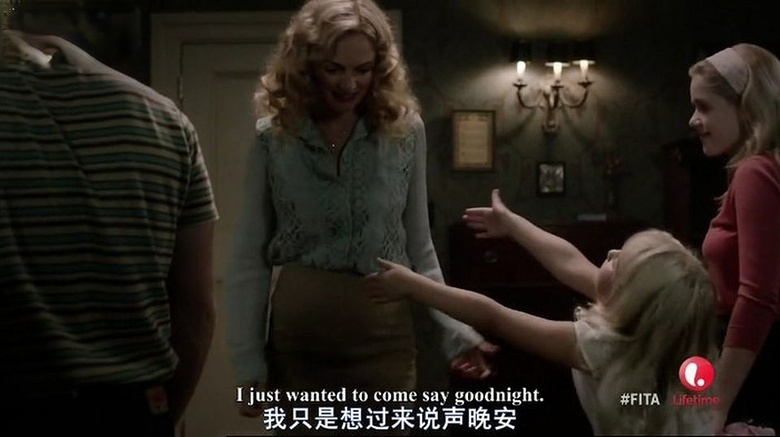 I just wanted to come say goodnight.
我只是想过来说声晚安
#FITA
Lifetime